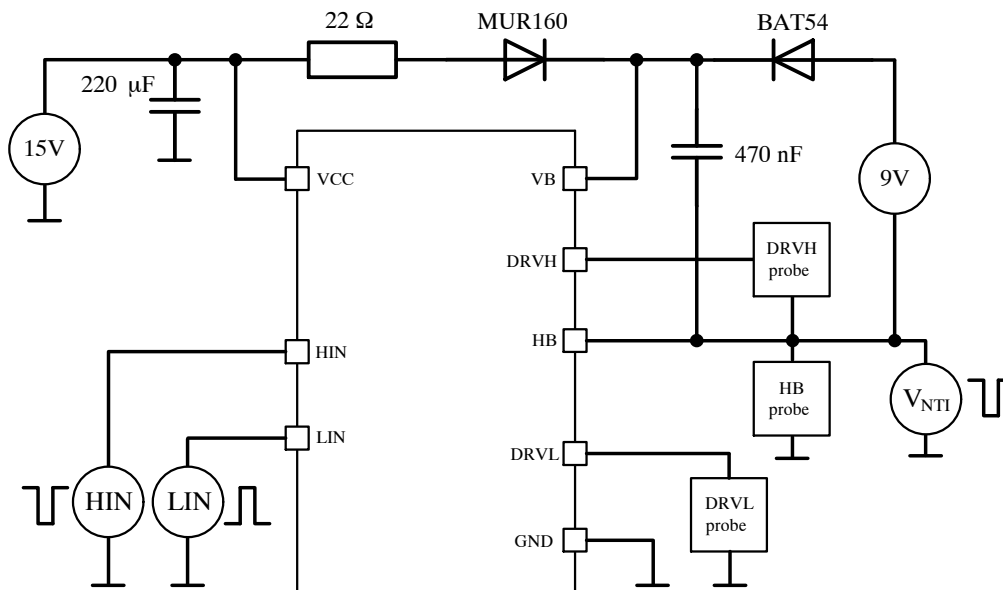 22 Ω
MUR160
BAT54
220 μF
15V
470 nF
9V
VCC
VB
DRVH
DRVH
probe
HIN
HB
HB
probe
VNTI
LIN
DRVL
HIN
LIN
DRVL
probe
GND